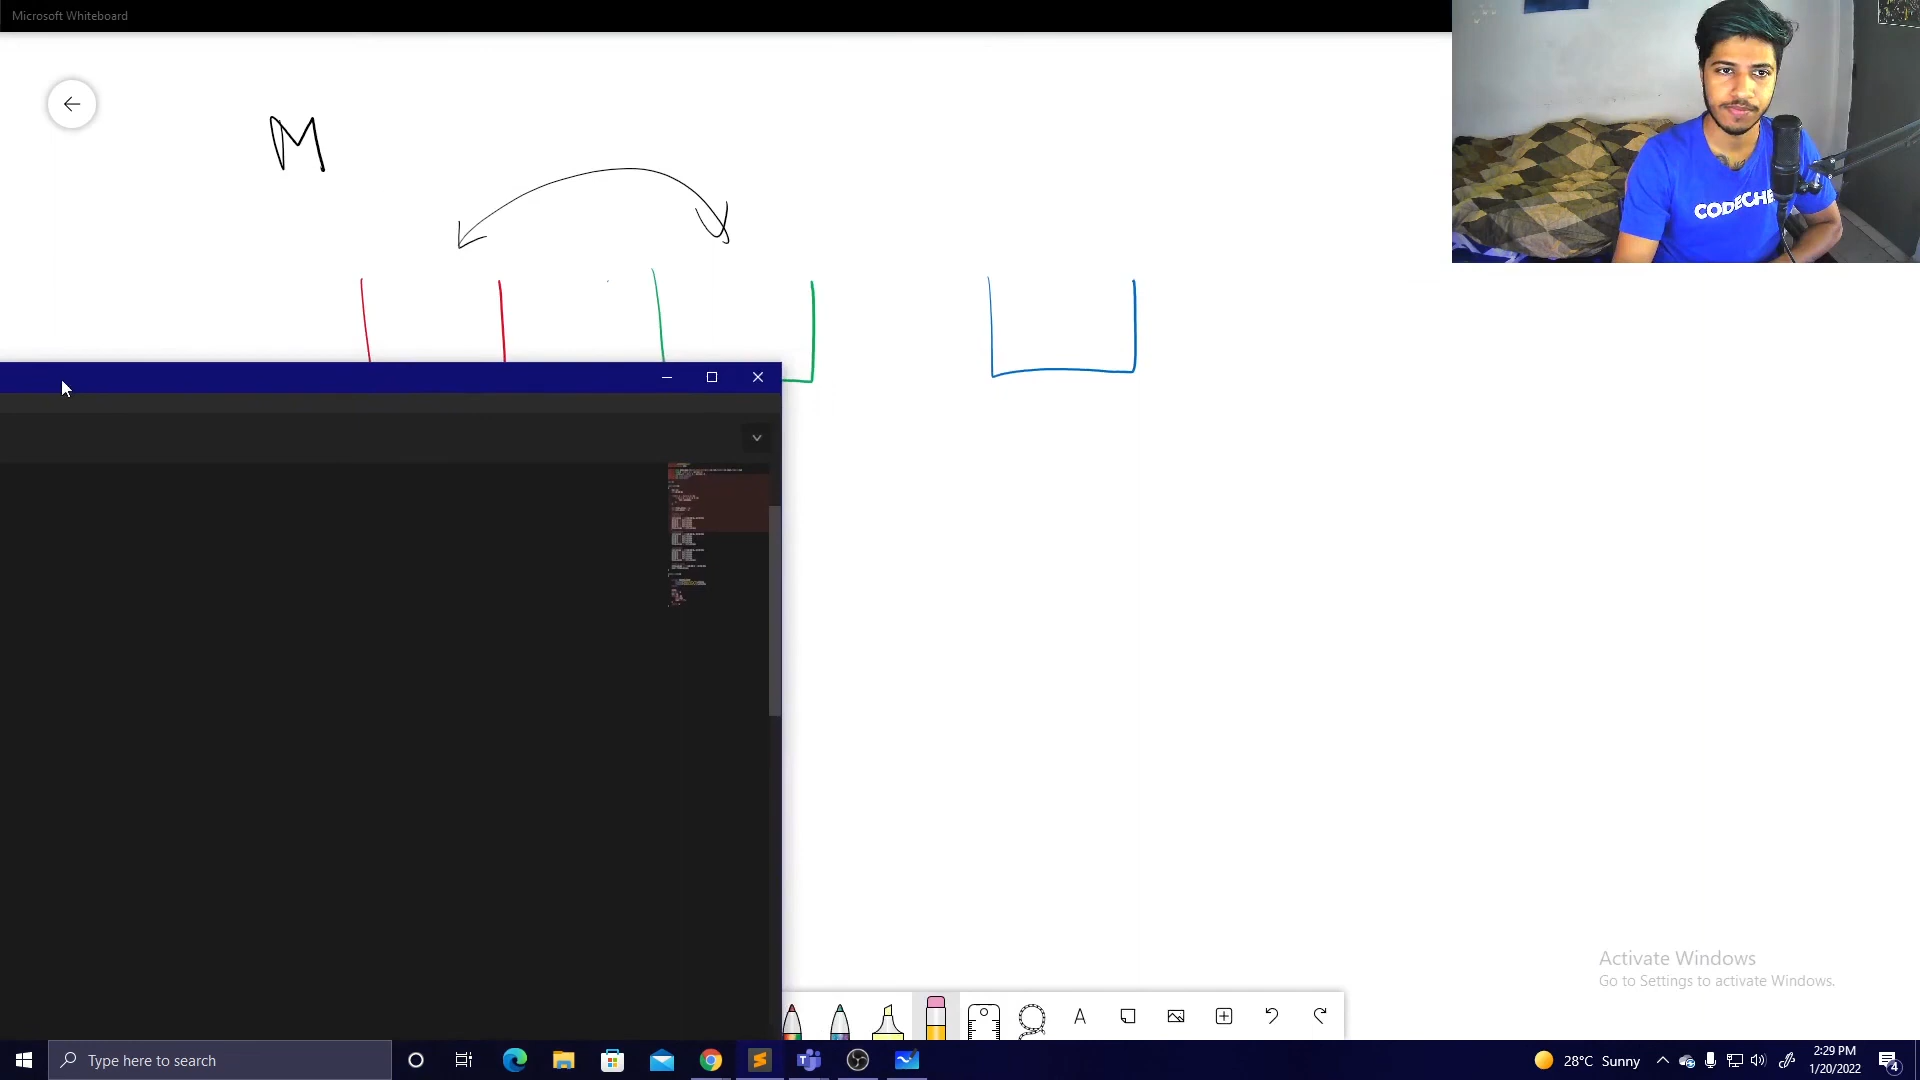 Microsoft Whiteboard
M
CODECHE
Activate Windows
Go to Settings to activate Windows.
A
Type here to search
28°C Sunny
2:29 PM
1/20/2022
4